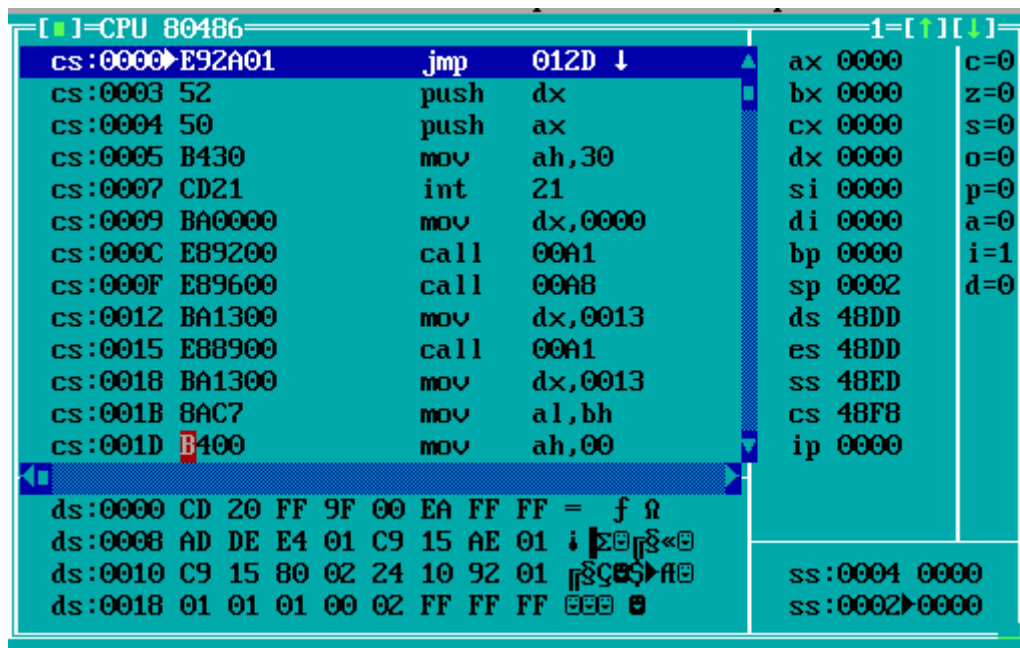 =[■]=CPU 80486 1=[↑][↓]=
cs:0000►E92A01 jmp 012D ↓ ax 0000 c=0
cs:0003 52 push dx bx 0000 z=0
cs:0004 50 push ax cx 0000 s=0
cs:0005 B430 mov ah,30 dx 0000 o=0
cs:0007 CD21 int 21 si 0000 p=0
cs:0009 BA0000 mov dx,0000 di 0000 a=0
cs:000C E89200 call 00A1 bp 0000 i=1
cs:000F E89600 call 00A8 sp 0002 d=0
cs:0012 BA1300 mov dx,0013 ds 48DD
cs:0015 E88900 call 00A1 es 48DD
cs:0018 BA1300 mov dx,0013 ss 48ED
cs:001B 8AC7 mov al,bh cs 48F8
cs:001D B400 mov ah,00 ip 0000
ds:0000 CD 20 FF 9F 00 EA FF FF = ƒ Ω
ds:0008 AD DE E4 01 C9 15 AE 01 ¡▐Σ☺╔§«☺
ds:0010 C9 15 80 02 24 10 92 01 ╔§Ç☻$►Æ☺ ss:0004 0000
ds:0018 01 01 01 00 02 FF FF FF ☺☺☺ ☻ ss:0002►0000